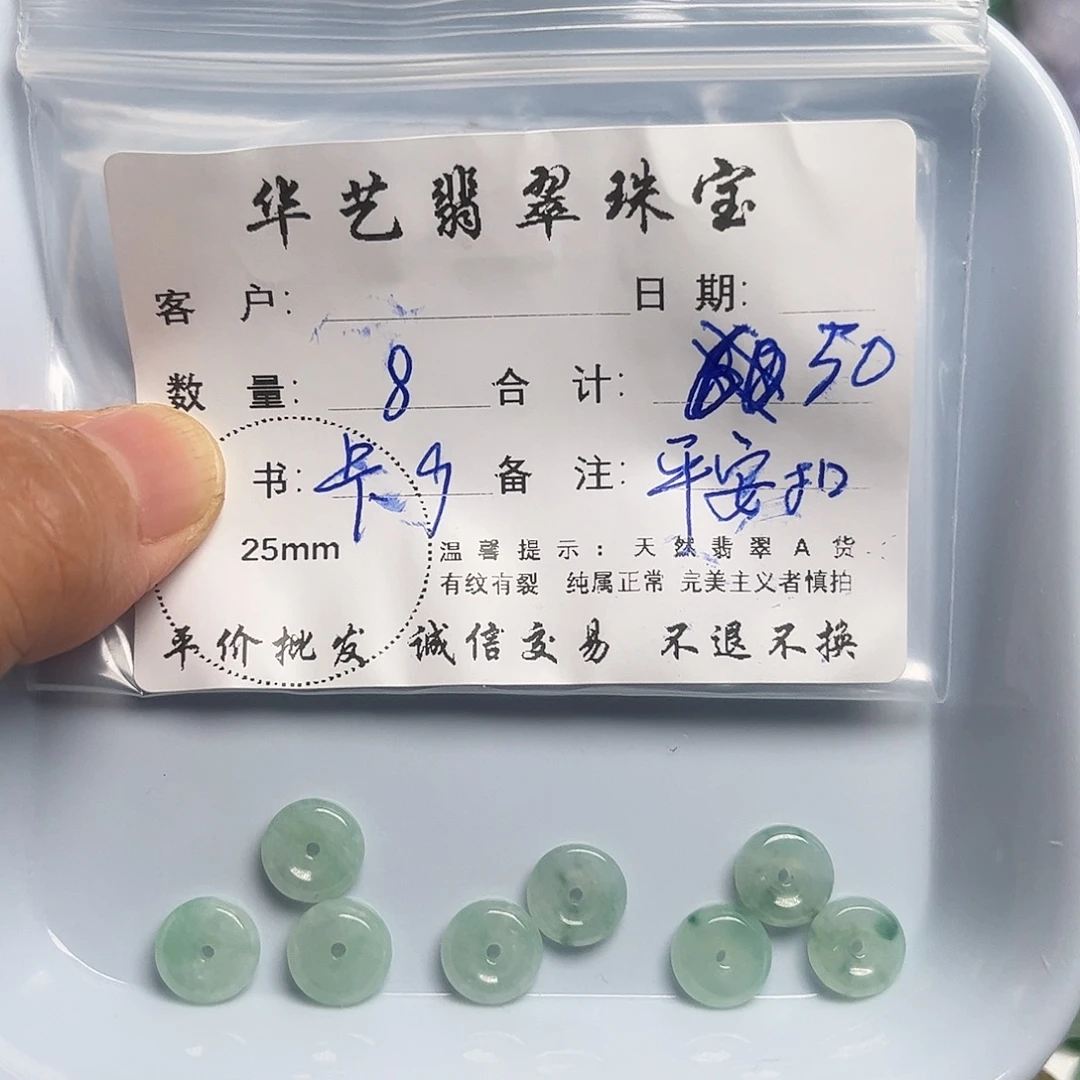 华艺翡翠珠宝
客 户： 日 期：
数 量： 8 合 计： 50
书： 卡 备 注： 平安扣
25mm
温馨提示：天然翡翠A货
有纹有裂 纯属正常 完美主义者慎拍
平价批发 诚信交易 不退不换